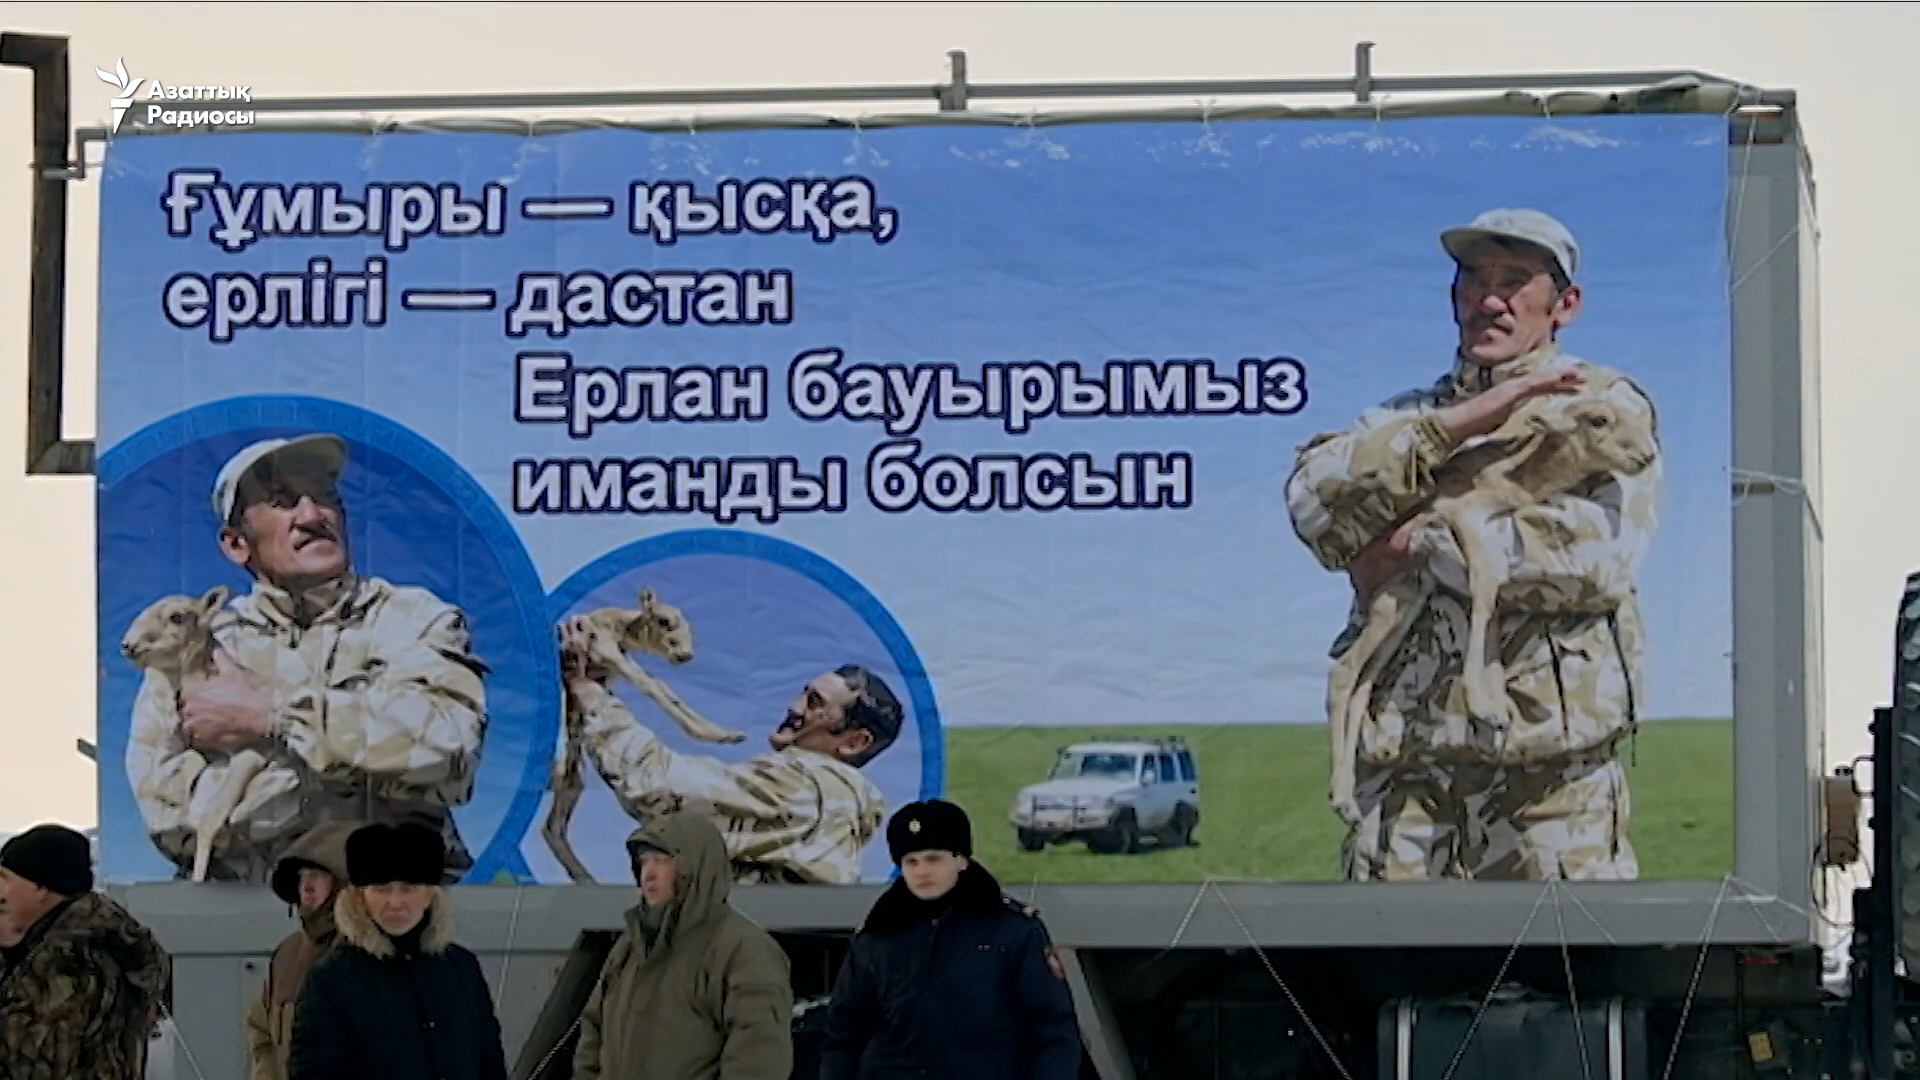 Азаттық
Радиосы
Ғұмыры — қысқа,
ерлігі — дастан
Ерлан бауырымыз
иманды болсын